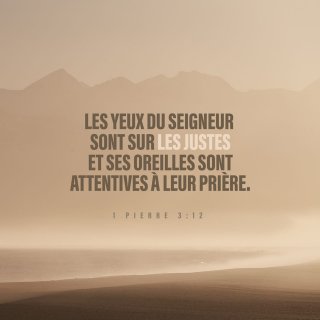 LES YEUX DU SEIGNEUR
SONT SUR LES JUSTES
ET SES OREILLES SONT
ATTENTIVES À LEUR PRIÈRE.
1 PIERRE 3:12